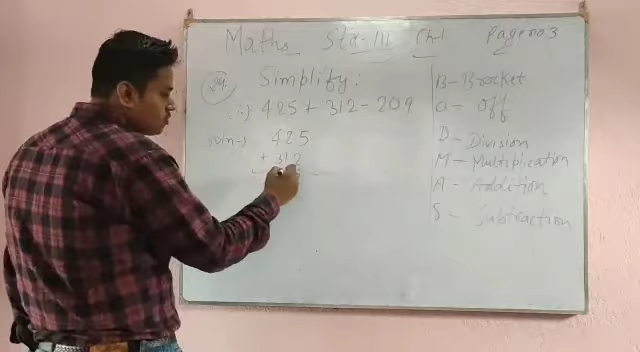 Maths Std-III Ch-1 Page no 3
Simplify:
i) 425 + 312 - 209
Soln→ 425
+ 312
B - Bracket
O - Off
D - Division
M - Multiplication
A - Addition
S - Subtraction